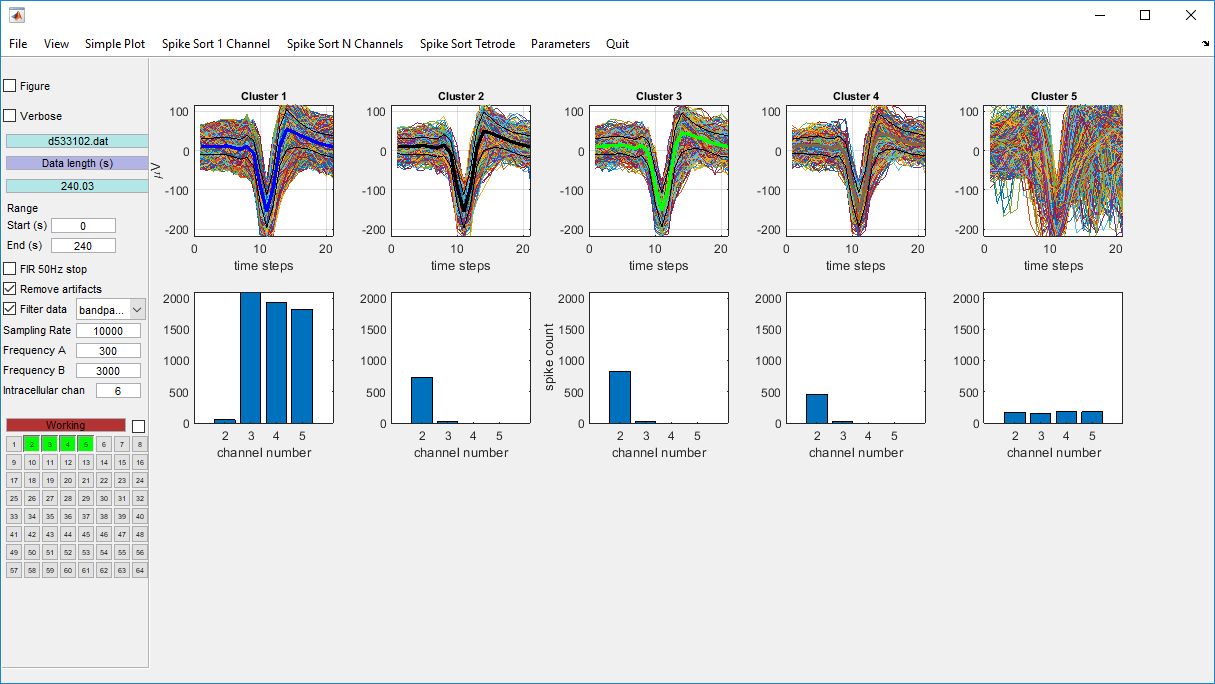 File View Simple Plot Spike Sort 1 Channel Spike Sort N Channels Spike Sort Tetrode Parameters Quit
Figure
Verbose
d533102.dat
Data length (s)
240.03
Range
Start (s) 0
End (s) 240
FIR 50Hz stop
Remove artifacts
Filter data bandpa...
Sampling Rate 10000
Frequency A 300
Frequency B 3000
Intracellular chan 6
Working
1 2 3 4 5 6 7 8
9 10 11 12 13 14 15 16
17 18 19 20 21 22 23 24
25 26 27 28 29 30 31 32
33 34 35 36 37 38 39 40
41 42 43 44 45 46 47 48
49 50 51 52 53 54 55 56
57 58 59 60 61 62 63 64
Cluster 1 Cluster 2 Cluster 3 Cluster 4 Cluster 5
100 100 100 100 100
0 0 0 0 0
μV
-100 -100 -100 -100 -100
-200 -200 -200 -200 -200
0 10 20 0 10 20 0 10 20 0 10 20 0 10 20
time steps time steps time steps time steps time steps
2000 2000 2000 2000 2000
1500 1500 1500 1500 1500
spike count
1000 1000 1000 1000 1000
500 500 500 500 500
0 0 0 0 0
2 3 4 5 2 3 4 5 2 3 4 5 2 3 4 5 2 3 4 5
channel number channel number channel number channel number channel number